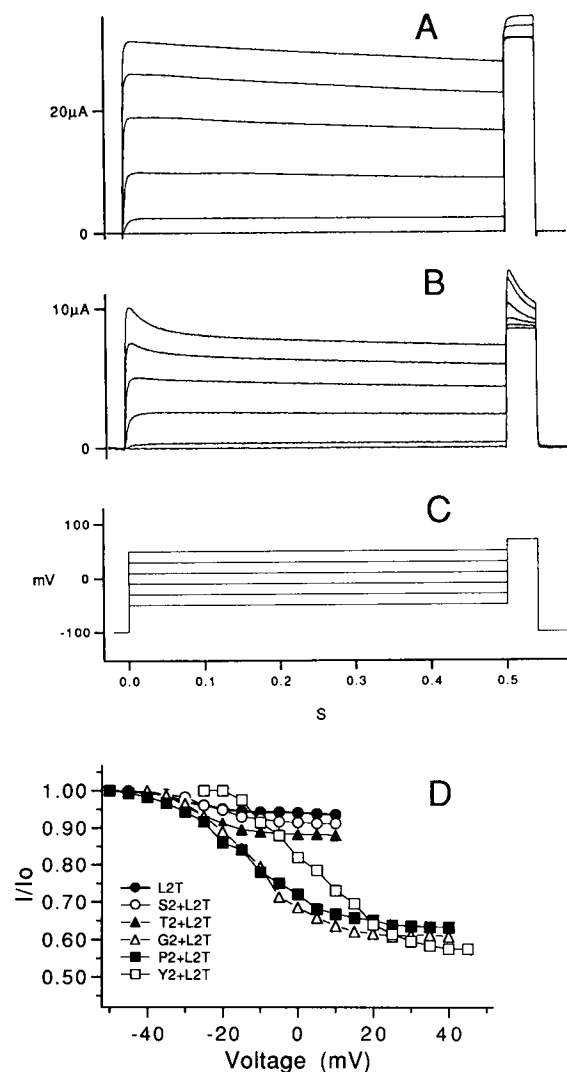 A
20µA
0
B
10µA
0
C
100
mV
0
-100
0.0 0.1 0.2 0.3 0.4 0.5
S
D
1.00
0.90
0.80
0.70
0.60
0.50
I/Io
L2T
S2+L2T
T2+L2T
G2+L2T
P2+L2T
Y2+L2T
-40 -20 0 20 40
Voltage (mV)